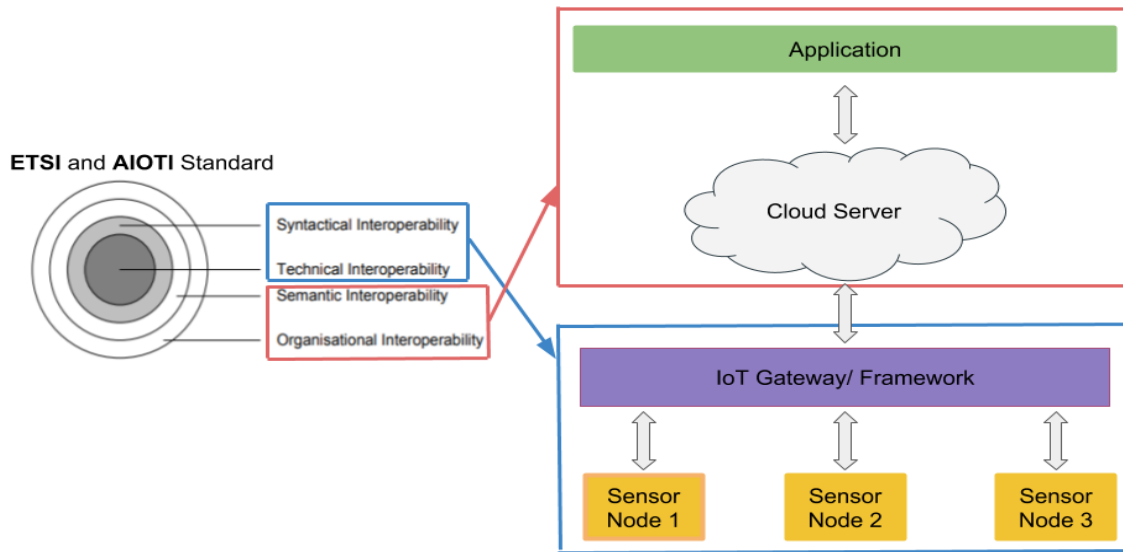 ETSI and AIOTI Standard
Syntactical Interoperability
Technical Interoperability
Semantic Interoperability
Organisational Interoperability
Application
Cloud Server
IoT Gateway/ Framework
Sensor
Node 1
Sensor
Node 2
Sensor
Node 3